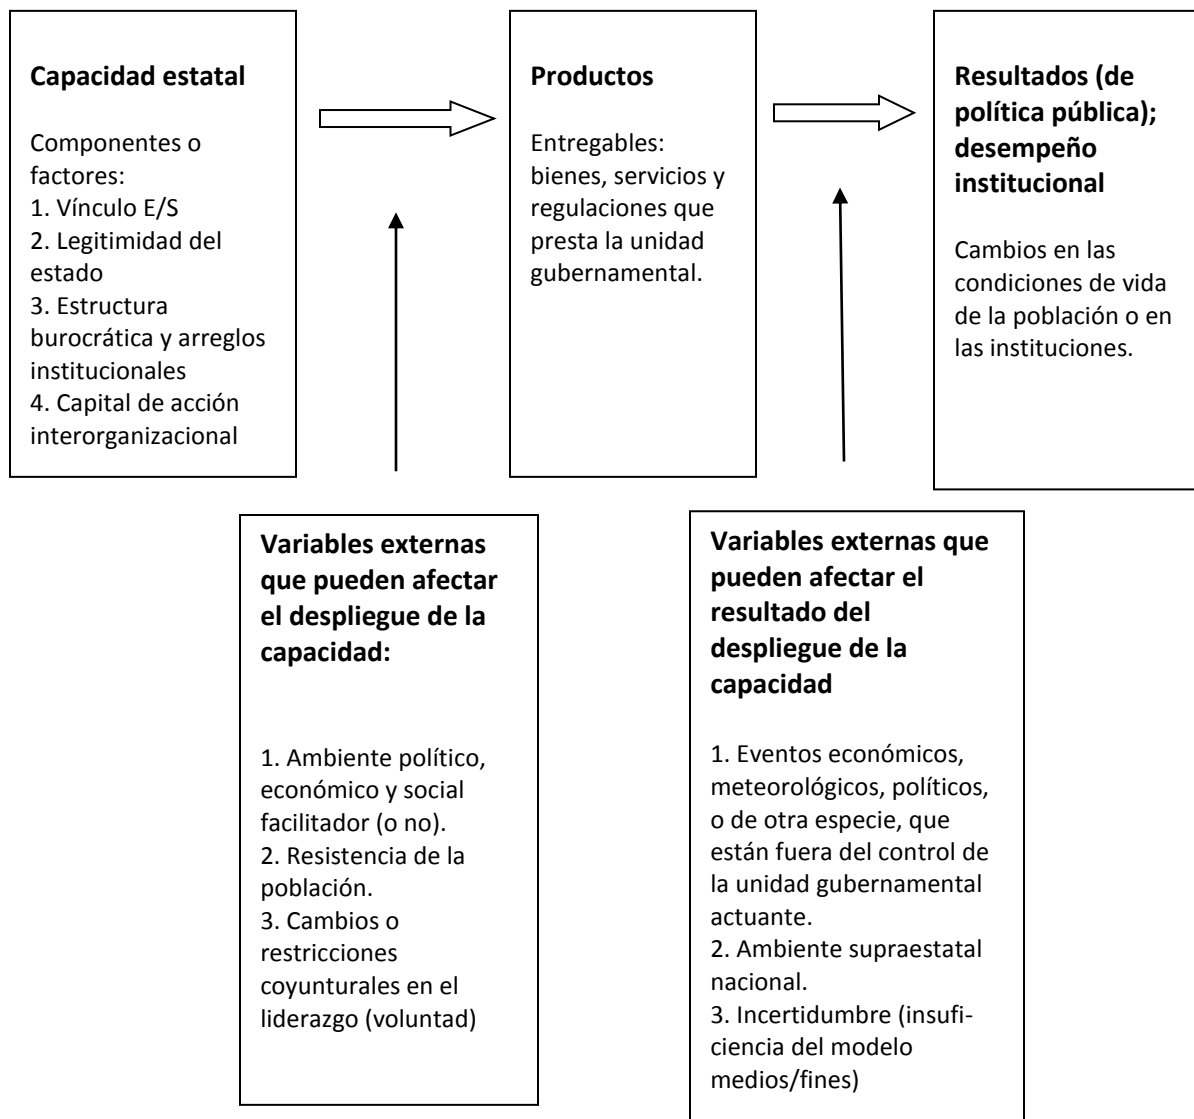 Capacidad estatal
Componentes o
factores:
1. Vínculo E/S
2. Legitimidad del
estado
3. Estructura
burocrática y arreglos
institucionales
4. Capital de acción
interorganizacional
Productos
Entregables:
bienes, servicios y
regulaciones que
presta la unidad
gubernamental.
Resultados (de
política pública);
desempeño
institucional
Cambios en las
condiciones de vida
de la población o en
las instituciones.
Variables externas
que pueden afectar
el despliegue de la
capacidad:
1. Ambiente político,
económico y social
facilitador (o no).
2. Resistencia de la
población.
3. Cambios o
restricciones
coyunturales en el
liderazgo (voluntad)
Variables externas que
pueden afectar el
resultado del
despliegue de la
capacidad
1. Eventos económicos,
meteorológicos, políticos,
o de otra especie, que
están fuera del control de
la unidad gubernamental
actuante.
2. Ambiente supraestatal
nacional.
3. Incertidumbre (insufi-
ciencia del modelo
medios/fines)